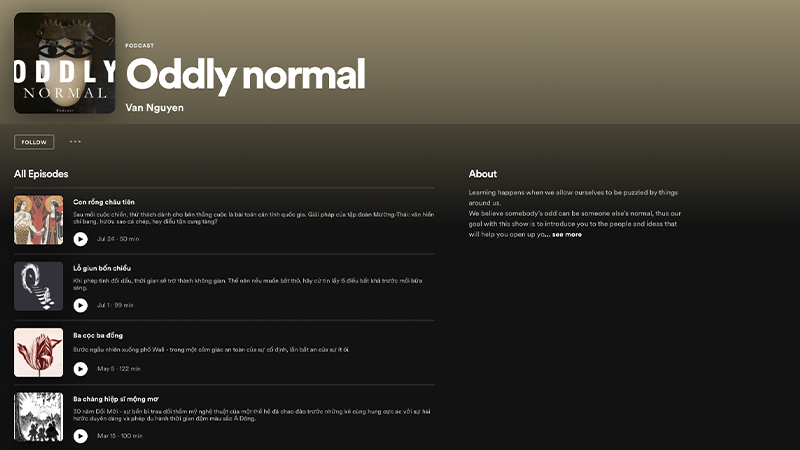 PODCAST
ODDLY
NORMAL
Podcast
Oddly normal
Van Nguyen
FOLLOW
All Episodes
Con rồng cháu tiên
Sau mỗi cuộc chiến, thử thách dành cho bên thắng cuộc là bài toán căn tính quốc gia. Giải pháp của tập đoàn Mường-Thái: văn hiến
chỉ bang, hươu sao cá chép, hay điếu tận cung tàng?
Jul 24 · 50 min
Lỗ giun bốn chiều
Khi phép tính đổi dấu, thời gian sẽ trở thành không gian. Thế nên nếu muốn bất thò, hãy cứ tin lấy 6 điều bất khả trước mỗi bữa
sáng.
Jul 1 · 99 min
Ba cọc ba đồng
Bước ngẫu nhiên xuống phố Wall - trong một cảm giác an toàn của sự cố định, lẫn bất an của sự ít ỏi.
May 5 · 122 min
Ba chàng hiệp sĩ mộng mơ
30 năm Đổi Mới - sự bền bỉ trau dồi thẩm mỹ nghệ thuật của một thế hệ đã chao đảo trước những kẻ cùng hung cực ác với sự hài
hước duyên dáng và phép du hành thời gian đậm màu sắc Á Đông.
Mar 15 · 100 min
About
Learning happens when we allow ourselves to be puzzled by things
around us.
We believe somebody's odd can be someone else's normal, thus our
goal with this show is to introduce you to the people and ideas that
will help you open up yo... see more